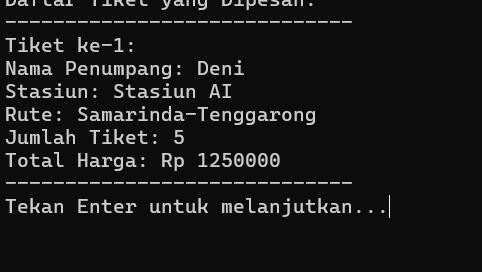 Daftar Tiket yang Dipesan:
-----------------------------
Tiket ke-1:
Nama Penumpang: Deni
Stasiun: Stasiun AI
Rute: Samarinda-Tenggarong
Jumlah Tiket: 5
Total Harga: Rp 1250000
-----------------------------
Tekan Enter untuk melanjutkan...